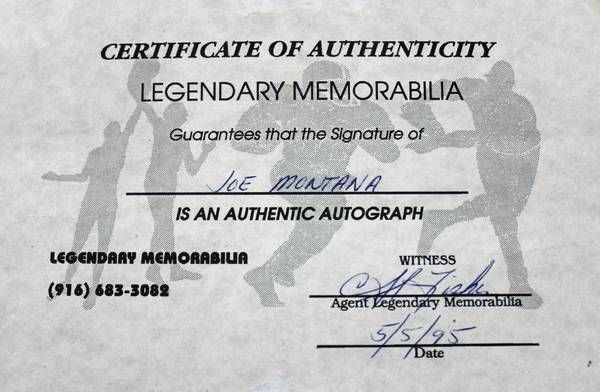 CERTIFICATE OF AUTHENTICITY
LEGENDARY MEMORABILIA
Guarantees that the Signature of
JOE MONTANA
IS AN AUTHENTIC AUTOGRAPH
LEGENDARY MEMORABILIA
(916) 683-3082
WITNESS
Agent Legendary Memorabilia
5/5/95
Date